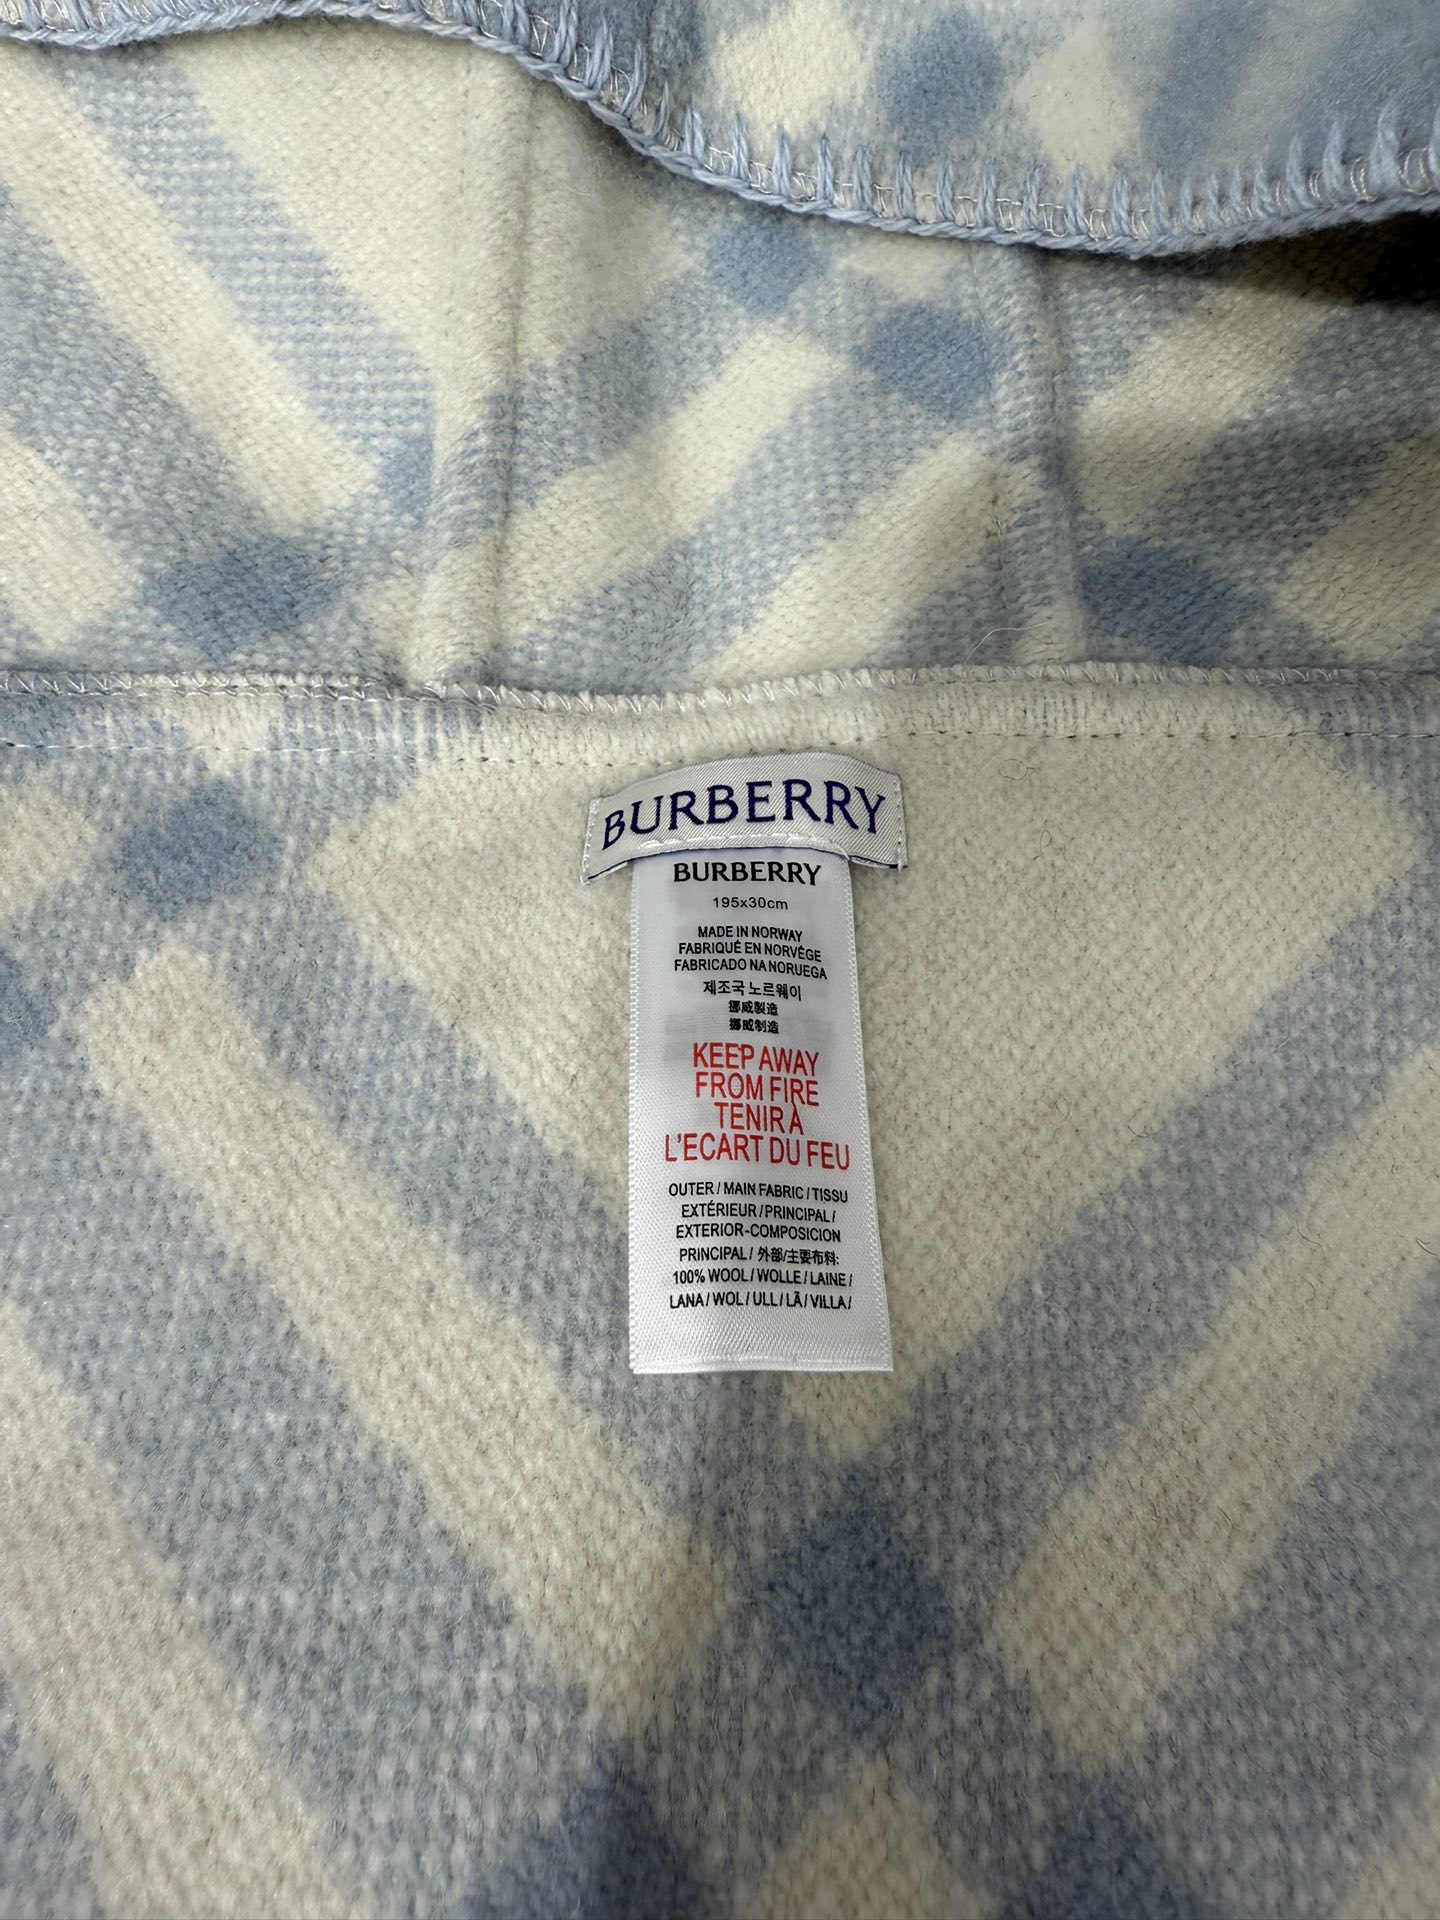 BURBERRY
BURBERRY
195x30cm
MADE IN NORWAY
FABRIQUÉ EN NORVÉGE
FABRICADO NA NORUEGA
제조국 노르웨이
挪威製造
挪威制造
KEEP AWAY
FROM FIRE
TENIR À
L'ECART DU FEU
OUTER / MAIN FABRIC / TISSU
EXTÉRIEUR / PRINCIPAL /
EXTERIOR-COMPOSICION
PRINCIPAL / 外部/主要布料:
100% WOOL / WOLLE / LAINE /
LANA / WOL / ULL / LÃ / VILLA /